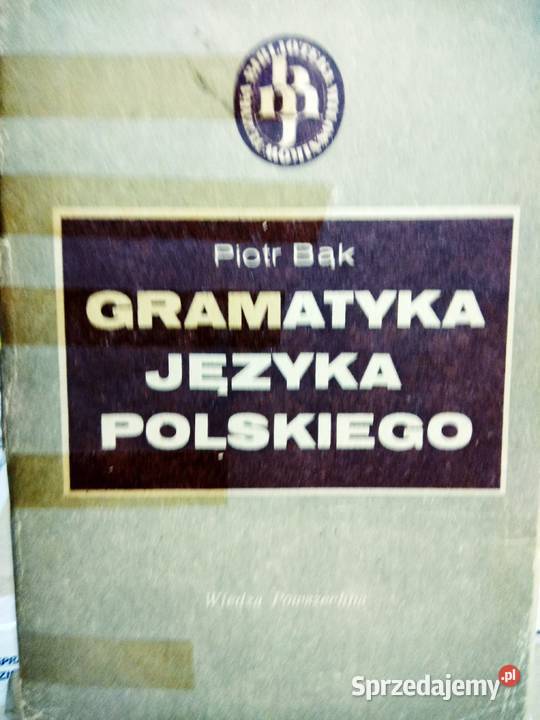 Piotr Bąk
GRAMATYKA
JĘZYKA
POLSKIEGO
Wiedza Powszechna
Sprzedajemy.pl